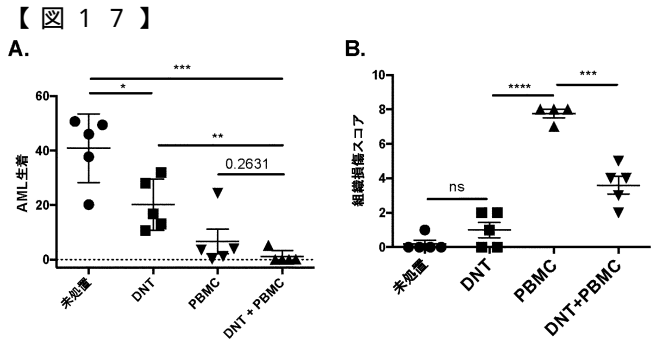 【図17】
A.
***
*
**
0.2631
AML生着
60
40
20
0
未処置
DNT
PBMC
DNT + PBMC
B.
****
***
ns
組織損傷スコア
10
8
6
4
2
0
未処置
DNT
PBMC
DNT+PBMC